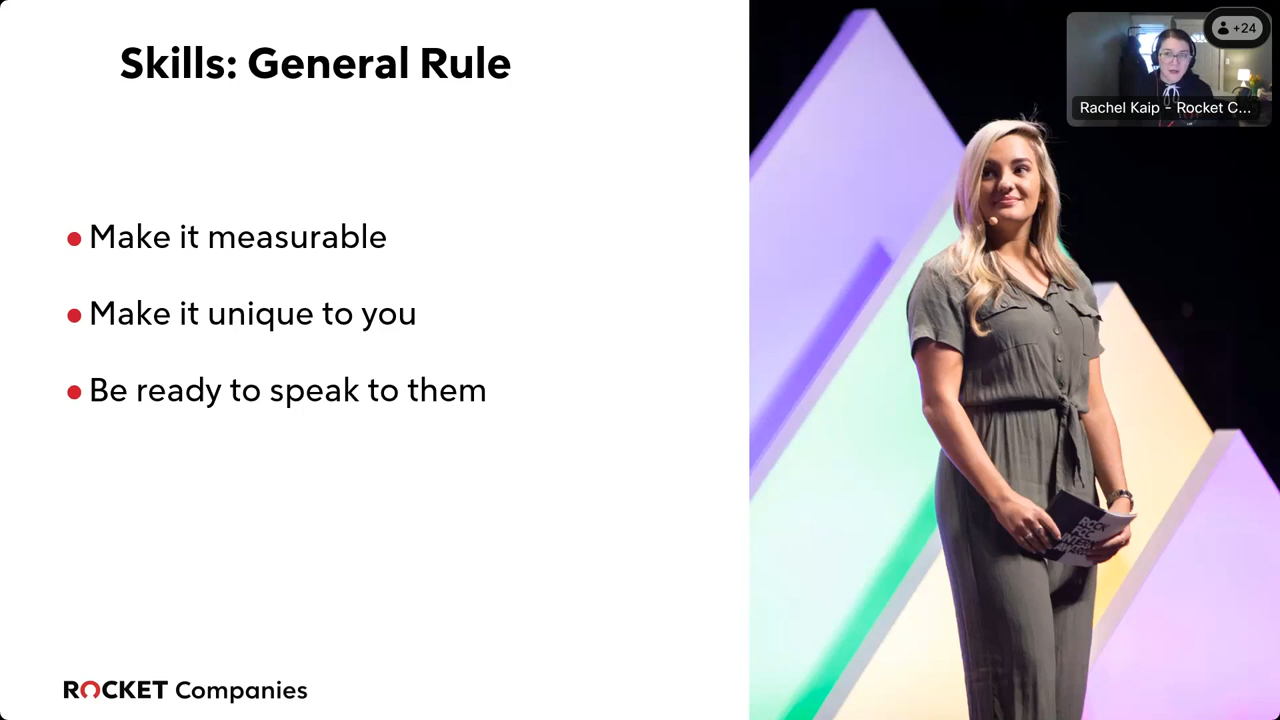 Skills: General Rule
+24
Rachel Kaip - Rocket C...
● Make it measurable
● Make it unique to you
● Be ready to speak to them
ROCK
ROCKET Companies